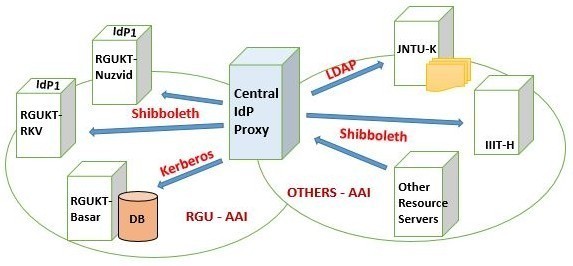 IdP1
RGUKT-
Nuzvid
IdP1
RGUKT-
RKV
Shibboleth
Kerberos
RGUKT-
Basar
DB
RGU - AAI
Central
IdP
Proxy
LDAP
JNTU-K
Shibboleth
IIIT-H
OTHERS - AAI
Other
Resource
Servers